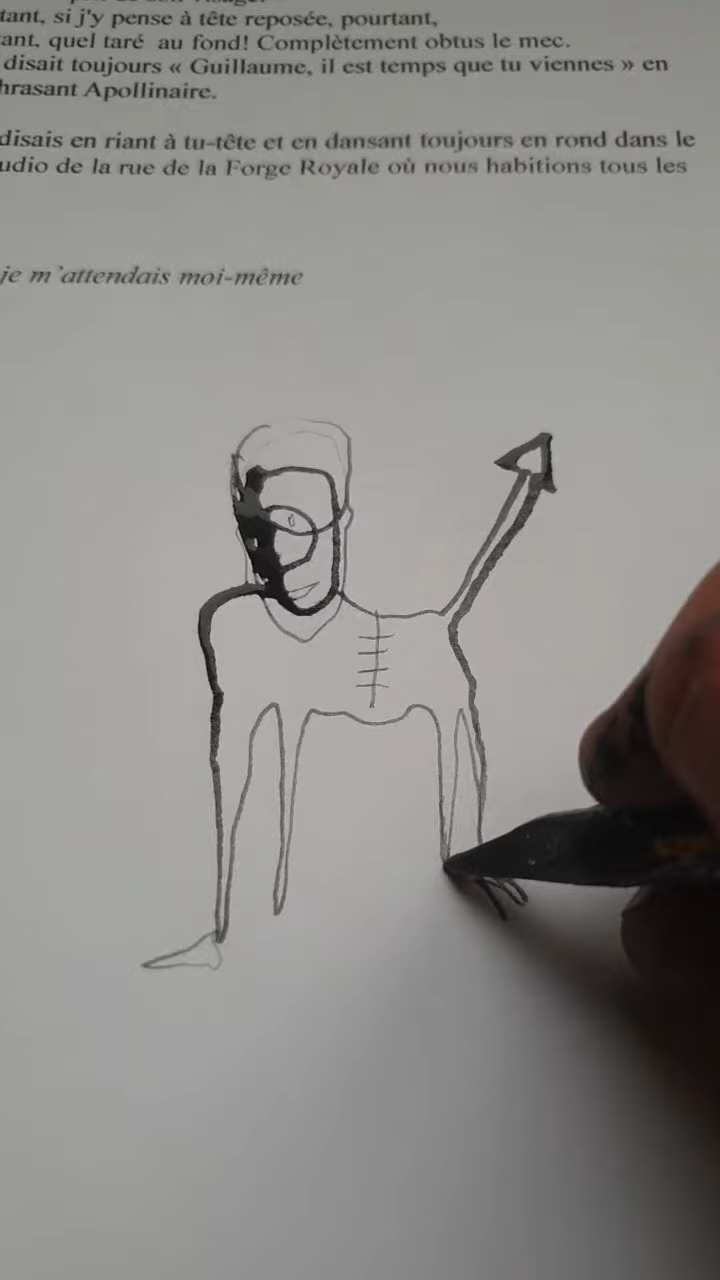 tant, si j'y pense à tête reposée, pourtant,
ant, quel taré au fond! Complètement obtus le mec.
disait toujours « Guillaume, il est temps que tu viennes » en
hrasant Apollinaire.
disais en riant à tu-tête et en dansant toujours en rond dans le
udio de la rue de la Forge Royale où nous habitions tous les
je m'attendais moi-même